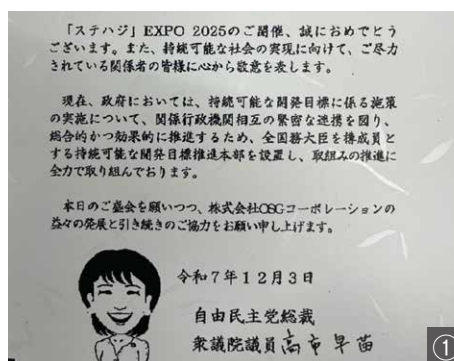 「ステハジ」EXPO 2025のご開催、誠におめでとう
ございます。また、持続可能な社会の実現に向けて、ご尽力
されている関係者の皆様に心から敬意を表します。
現在、政府においては、持続可能な開発目標に係る施策
の実施について、関係行政機関相互の緊密な連携を図り、
総合的かつ効果的に推進するため、全国務大臣を構成員と
する持続可能な開発目標推進本部を設置し、取組みの推進に
全力で取り組んでおります。
本日のご盛会を願いつつ、株式会社OSGコーポレーションの
益々の発展と引き続きのご協力をお願い申し上げます。
令和7年12月3日
自由民主党総裁
衆議院議員 高市早苗
①